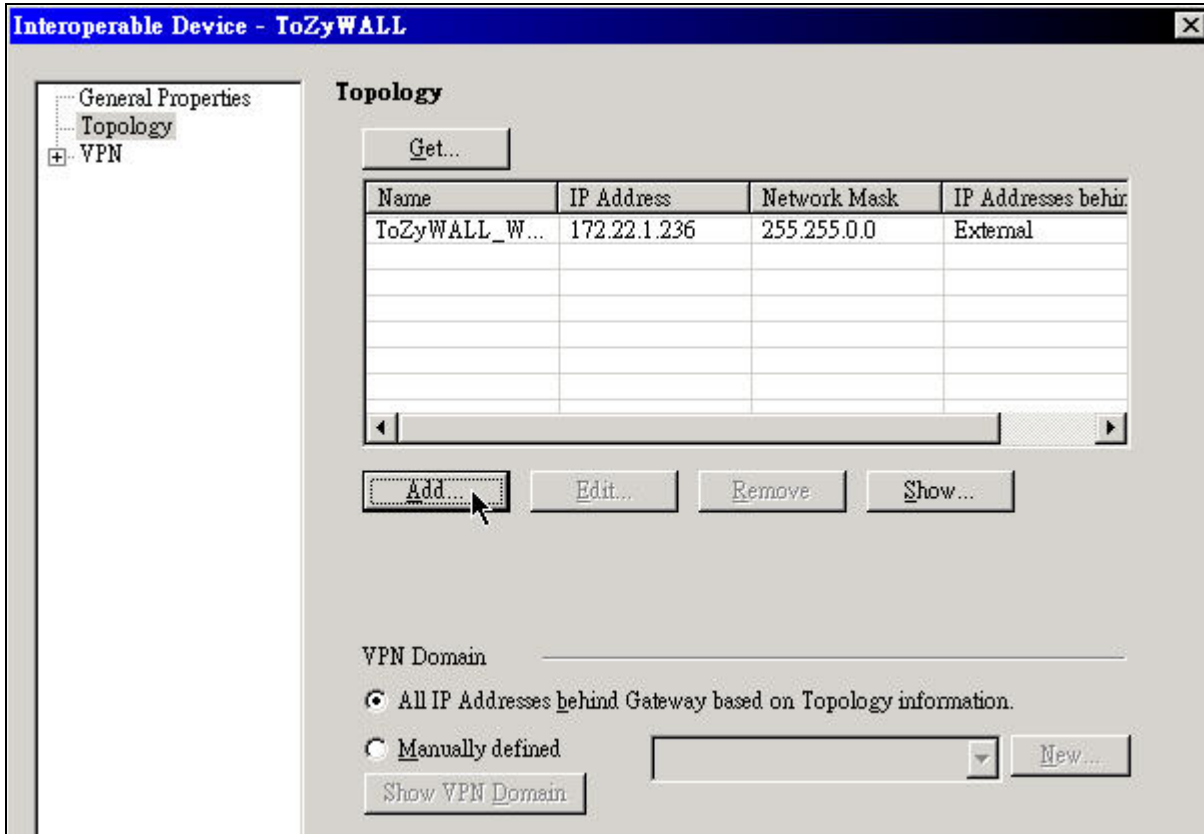 Interoperable Device - ToZyWALL
General Properties
Topology
VPN
Topology
Get...
Name IP Address Network Mask IP Addresses behin
ToZyWALL_W... 172.22.1.236 255.255.0.0 External
Add... Edit... Remove Show...
VPN Domain
All IP Addresses behind Gateway based on Topology information.
Manually defined New...
Show VPN Domain